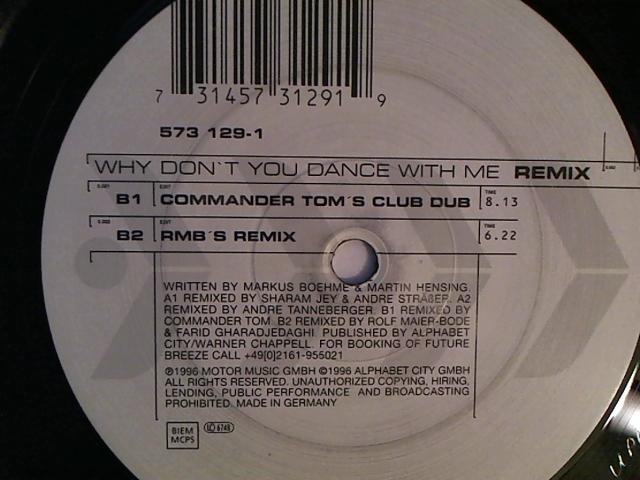 7 31457 31291 9
573 129-1
WHY DON`T YOU DANCE WITH ME REMIX
B1 EDIT COMMANDER TOM`S CLUB DUB TIME 8.13
B2 EDIT RMB`S REMIX TIME 6.22
WRITTEN BY MARKUS BOEHME & MARTIN HENSING.
A1 REMIXED BY SHARAM JEY & ANDRE STRAßER. A2
REMIXED BY ANDRE TANNEBERGER. B1 REMIXED BY
COMMANDER TOM. B2 REMIXED BY ROLF MAIER-BODE
& FARID GHARADJEDAGHI. PUBLISHED BY ALPHABET
CITY/WARNER CHAPPELL. FOR BOOKING OF FUTURE
BREEZE CALL +49[0]2161-955021
℗1996 MOTOR MUSIC GMBH ©1996 ALPHABET CITY GMBH
ALL RIGHTS RESERVED. UNAUTHORIZED COPYING, HIRING,
LENDING, PUBLIC PERFORMANCE AND BROADCASTING
PROHIBITED. MADE IN GERMANY
BIEM
MCPS
LC 6748